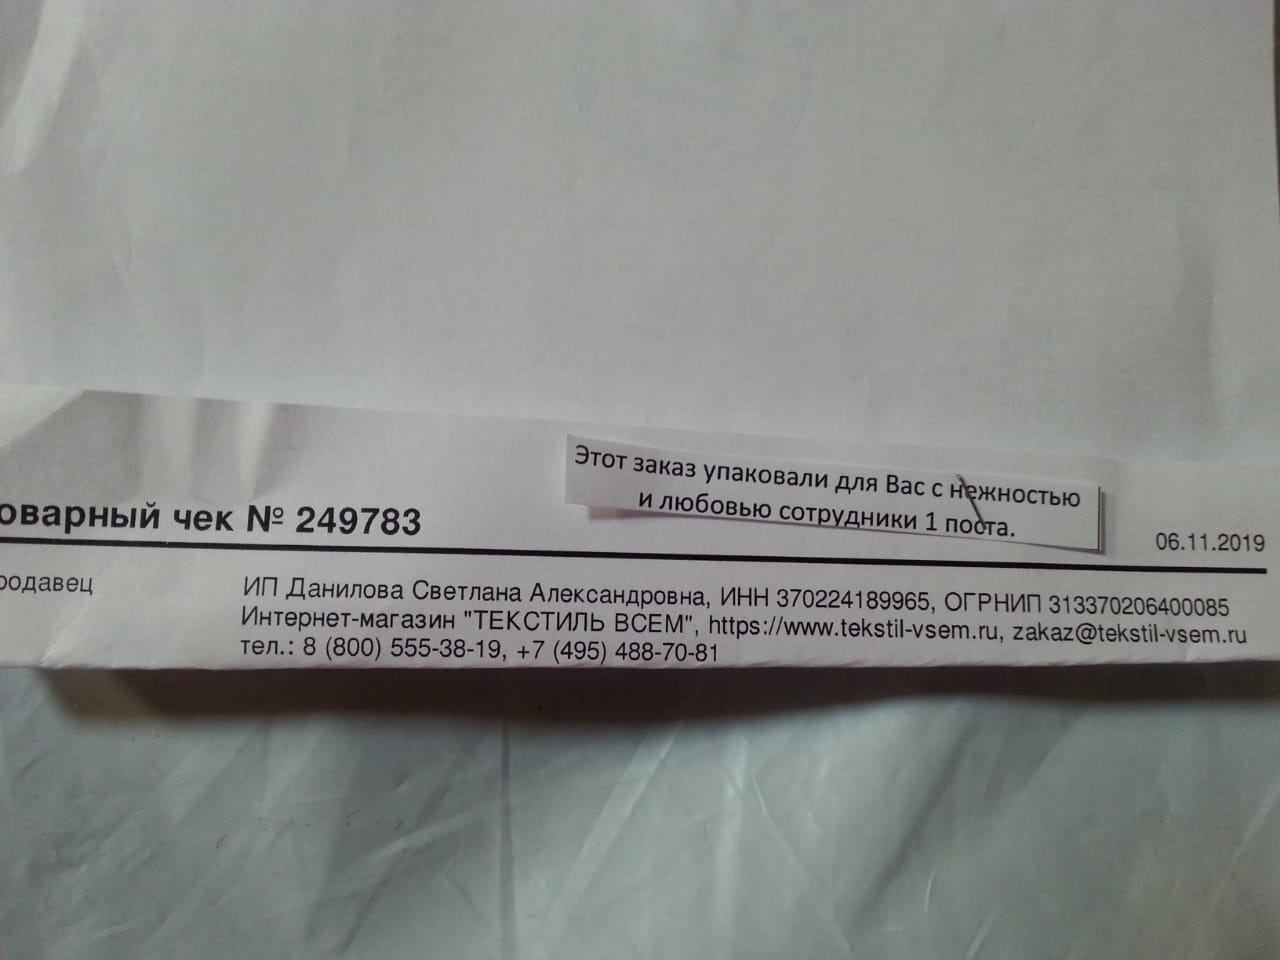 Этот заказ упаковали для Вас с нежностью
и любовью сотрудники 1 поста.
оварный чек № 249783
06.11.2019
родавец
ИП Данилова Светлана Александровна, ИНН 370224189965, ОГРНИП 313370206400085
Интернет-магазин "ТЕКСТИЛЬ ВСЕМ", https://www.tekstil-vsem.ru, zakaz@tekstil-vsem.ru
тел.: 8 (800) 555-38-19, +7 (495) 488-70-81